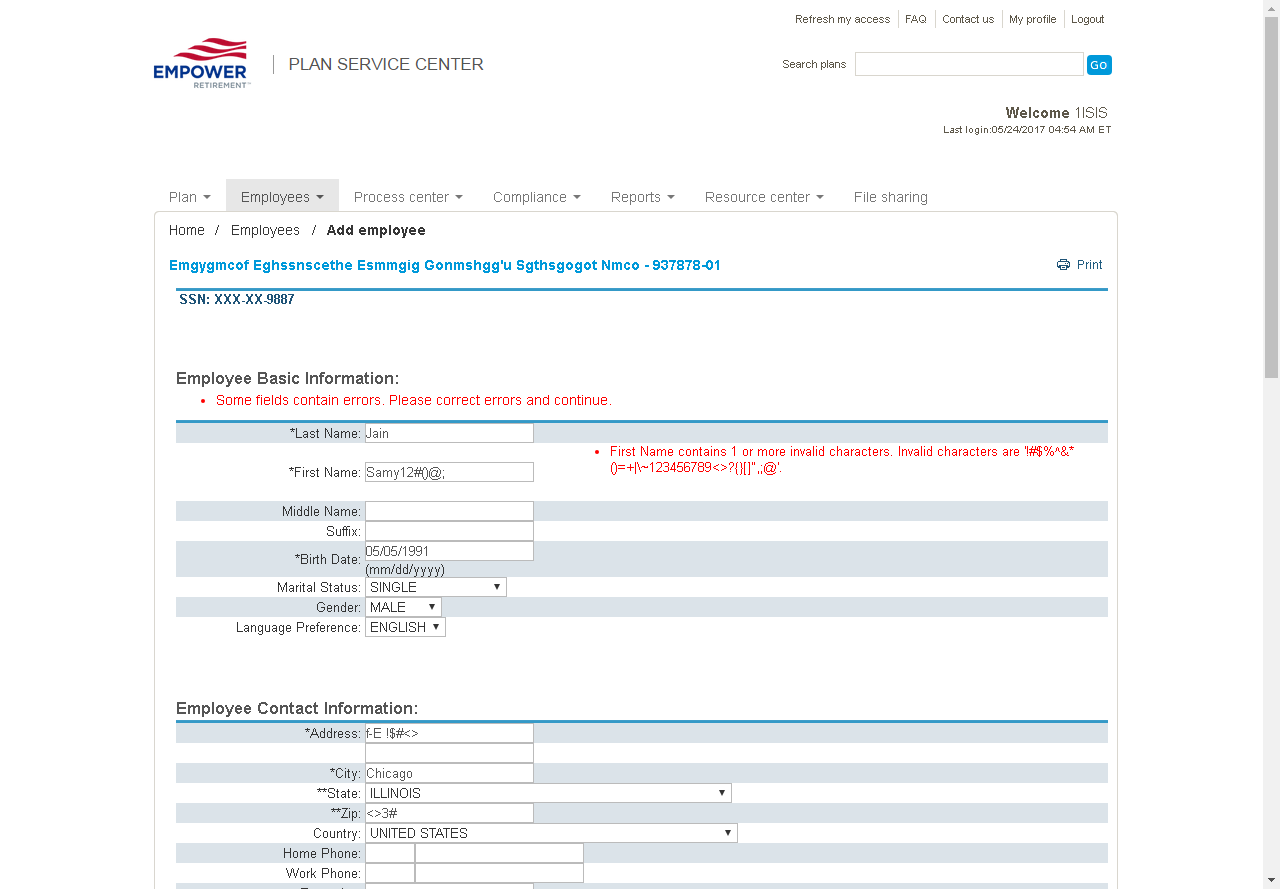 Refresh my access FAQ Contact us My profile Logout
EMPOWER
RETIREMENT™
PLAN SERVICE CENTER
Search plans Go
Welcome 1ISIS
Last login:05/24/2017 04:54 AM ET
Plan Employees Process center Compliance Reports Resource center File sharing
Home / Employees / Add employee
Emgygmcof Eghssnscethe Esmmgig Gonmshgg'u Sgthsgogot Nmco - 937878-01
Print
SSN: XXX-XX-9887
Employee Basic Information:
• Some fields contain errors. Please correct errors and continue.
*Last Name: Jain
• First Name contains 1 or more invalid characters. Invalid characters are '!#$%^&*
()=+|\~123456789<>?{}[]",;@'.
*First Name: Samy12#()@;
Middle Name:
Suffix:
*Birth Date: 05/05/1991
(mm/dd/yyyy)
Marital Status: SINGLE
Gender: MALE
Language Preference: ENGLISH
Employee Contact Information:
*Address: f-E !$#<>
*City: Chicago
**State: ILLINOIS
**Zip: <>3#
Country: UNITED STATES
Home Phone:
Work Phone: